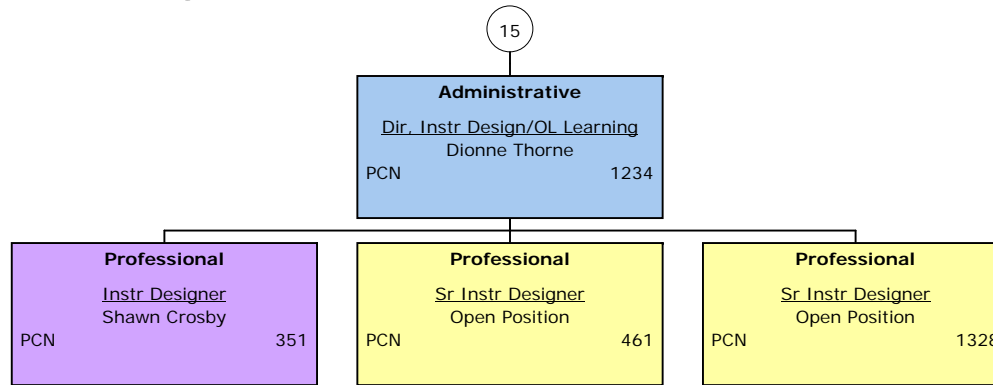 15
Administrative
Dir, Instr Design/OL Learning
Dionne Thorne
PCN 1234
Professional
Instr Designer
Shawn Crosby
PCN 351
Professional
Sr Instr Designer
Open Position
PCN 461
Professional
Sr Instr Designer
Open Position
PCN 1328